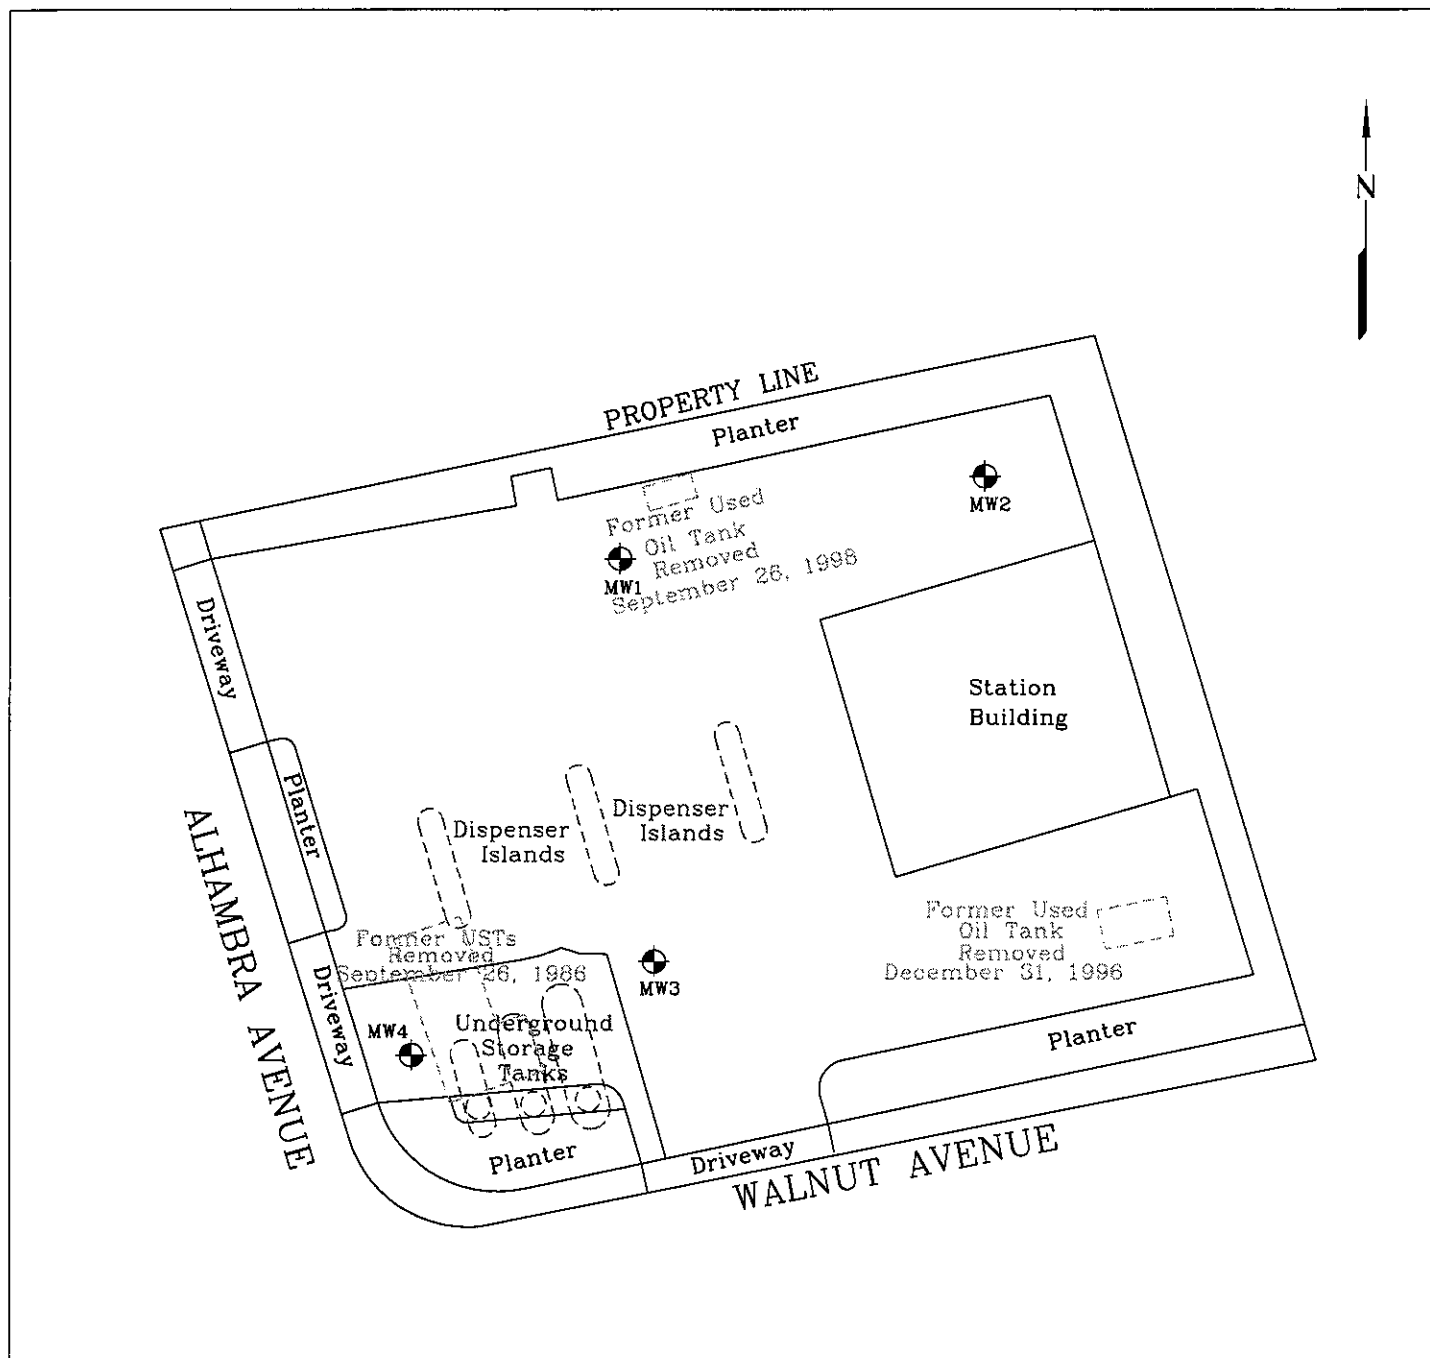 N
PROPERTY LINE
Planter
MW2
Former Used
Oil Tank
Removed
September 26, 1998
MW1
Driveway
Station
Building
Planter
Dispenser
Islands
Dispenser
Islands
ALHAMBRA AVENUE
Former USTs
Removed
September 26, 1986
Former Used
Oil Tank
Removed
December 31, 1996
MW3
Driveway
MW4
Underground
Storage
Tanks
Planter
Planter
Driveway
WALNUT AVENUE